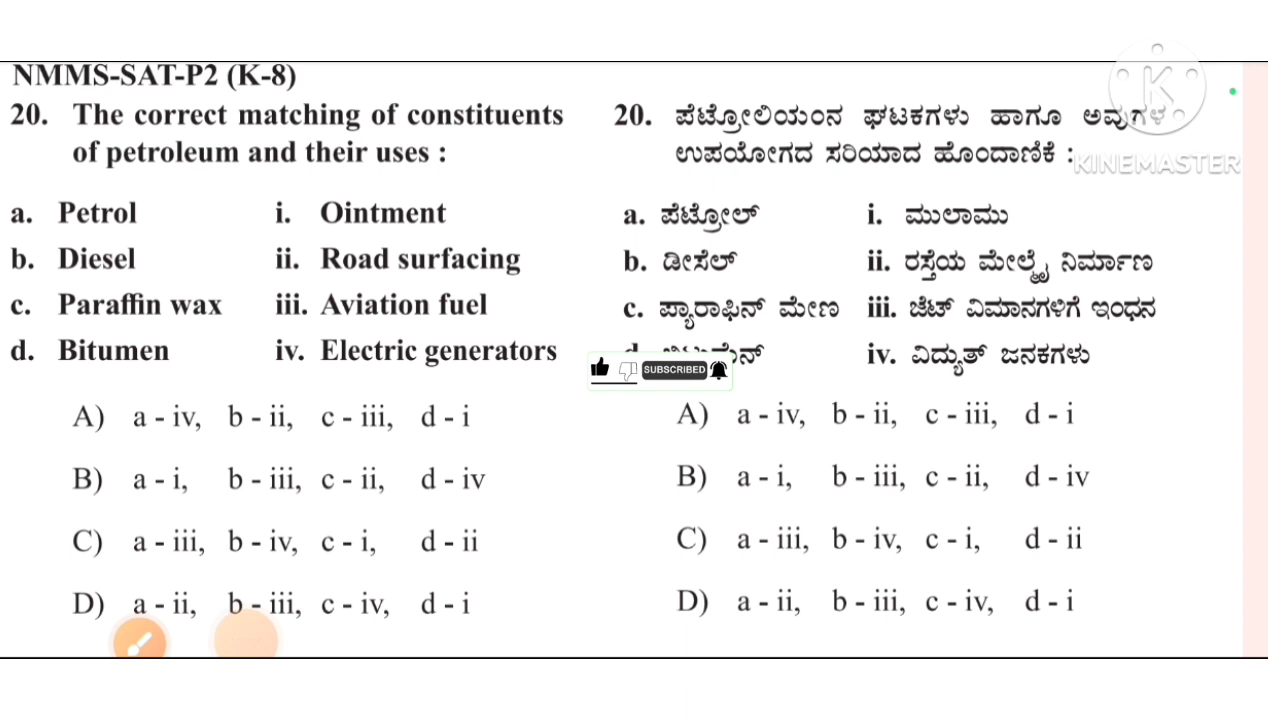 NMMS-SAT-P2 (K-8)
20. The correct matching of constituents
of petroleum and their uses :
a. Petrol i. Ointment
b. Diesel ii. Road surfacing
c. Paraffin wax iii. Aviation fuel
d. Bitumen iv. Electric generators
A) a - iv, b - ii, c - iii, d - i
B) a - i, b - iii, c - ii, d - iv
C) a - iii, b - iv, c - i, d - ii
D) a - ii, b - iii, c - iv, d - i
20. ಪೆಟ್ರೋಲಿಯಂನ ಘಟಕಗಳು ಹಾಗೂ ಅವುಗಳ
ಉಪಯೋಗದ ಸರಿಯಾದ ಹೊಂದಾಣಿಕೆ :
a. ಪೆಟ್ರೋಲ್ i. ಮುಲಾಮು
b. ಡೀಸೆಲ್ ii. ರಸ್ತೆಯ ಮೇಲ್ಮೈ ನಿರ್ಮಾಣ
c. ಪ್ಯಾರಾಫಿನ್ ಮೇಣ iii. ಜೆಟ್ ವಿಮಾನಗಳಿಗೆ ಇಂಧನ
iv. ವಿದ್ಯುತ್ ಜನಕಗಳು
A) a - iv, b - ii, c - iii, d - i
B) a - i, b - iii, c - ii, d - iv
C) a - iii, b - iv, c - i, d - ii
D) a - ii, b - iii, c - iv, d - i
K
KINEMASTER
SUBSCRIBED